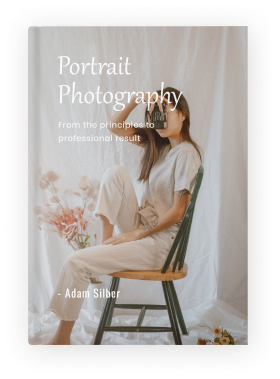 Portrait
Photography
From the principles to
professional result
- Adam Silber